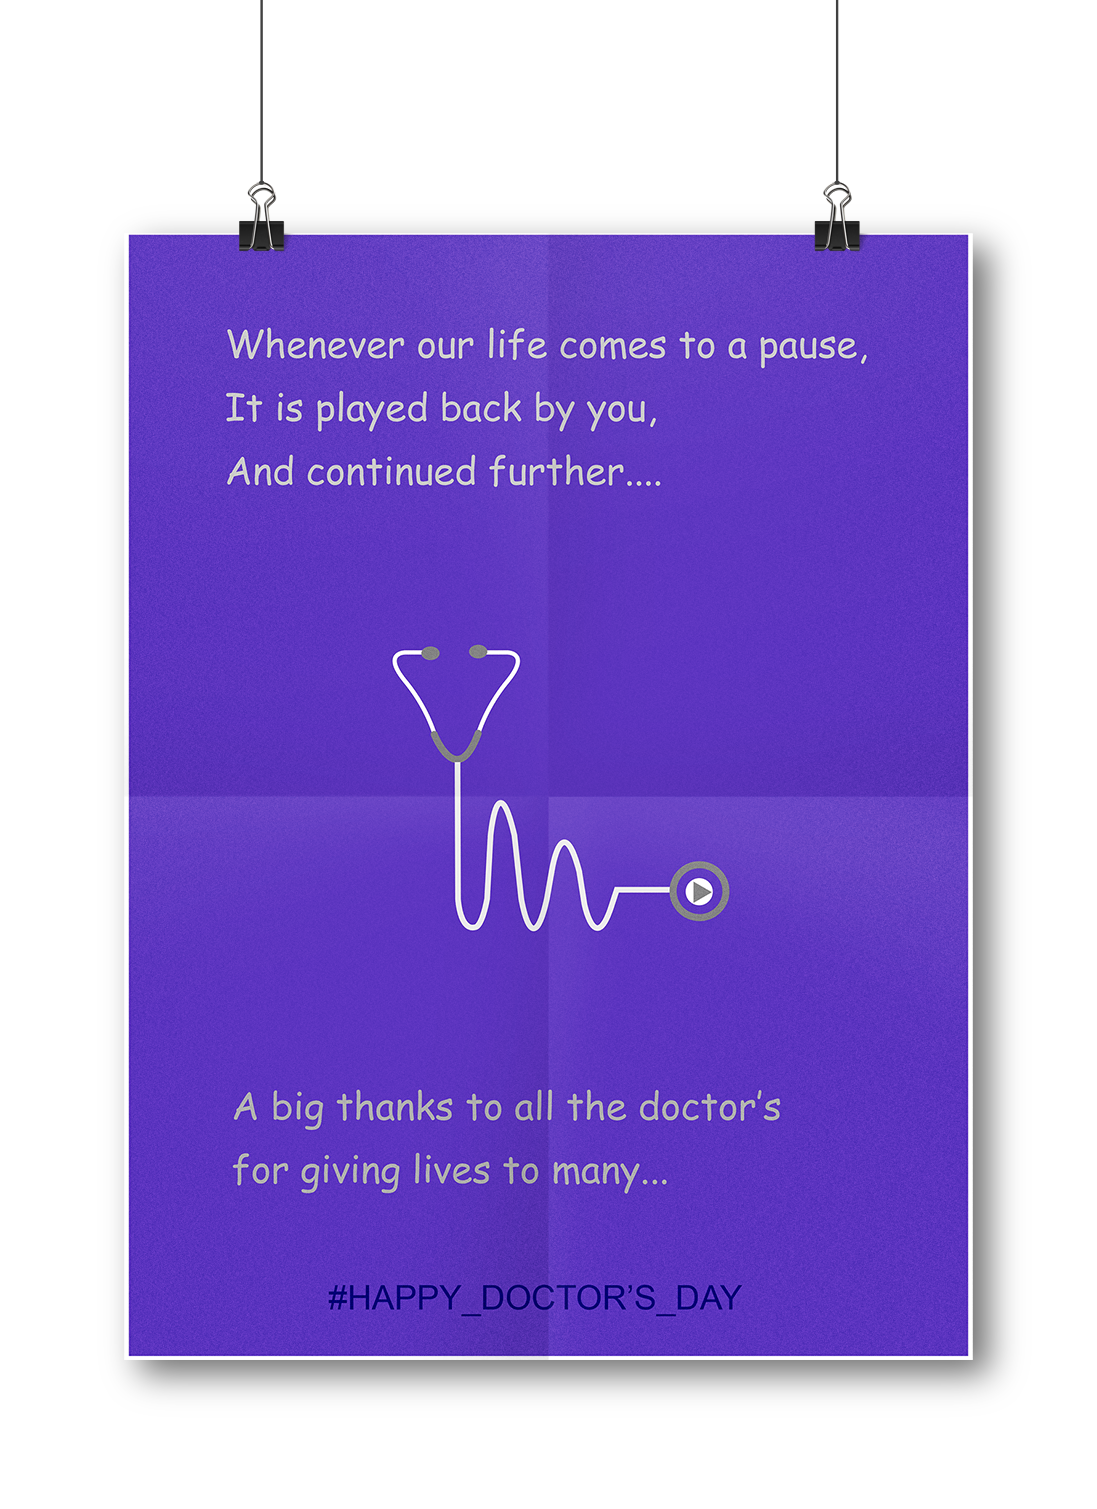 Whenever our life comes to a pause,
It is played back by you,
And continued further....
A big thanks to all the doctor's
for giving lives to many...
#HAPPY_DOCTOR'S_DAY